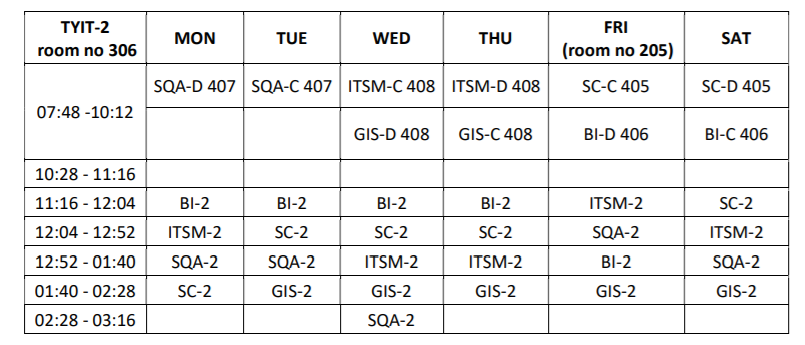 TYIT-2 room no 306 MON TUE WED THU FRI (room no 205) SAT
07:48 -10:12 SQA-D 407 SQA-C 407 ITSM-C 408 ITSM-D 408 SC-C 405 SC-D 405
GIS-D 408 GIS-C 408 BI-D 406 BI-C 406
10:28 - 11:16
11:16 - 12:04 BI-2 BI-2 BI-2 BI-2 ITSM-2 SC-2
12:04 - 12:52 ITSM-2 SC-2 SC-2 SC-2 SQA-2 ITSM-2
12:52 - 01:40 SQA-2 SQA-2 ITSM-2 ITSM-2 BI-2 SQA-2
01:40 - 02:28 SC-2 GIS-2 GIS-2 GIS-2 GIS-2 GIS-2
02:28 - 03:16 SQA-2